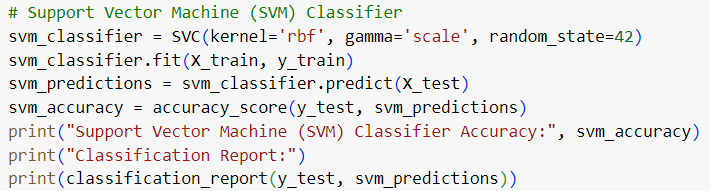 # Support Vector Machine (SVM) Classifier
svm_classifier = SVC(kernel='rbf', gamma='scale', random_state=42)
svm_classifier.fit(X_train, y_train)
svm_predictions = svm_classifier.predict(X_test)
svm_accuracy = accuracy_score(y_test, svm_predictions)
print("Support Vector Machine (SVM) Classifier Accuracy:", svm_accuracy)
print("Classification Report:")
print(classification_report(y_test, svm_predictions))